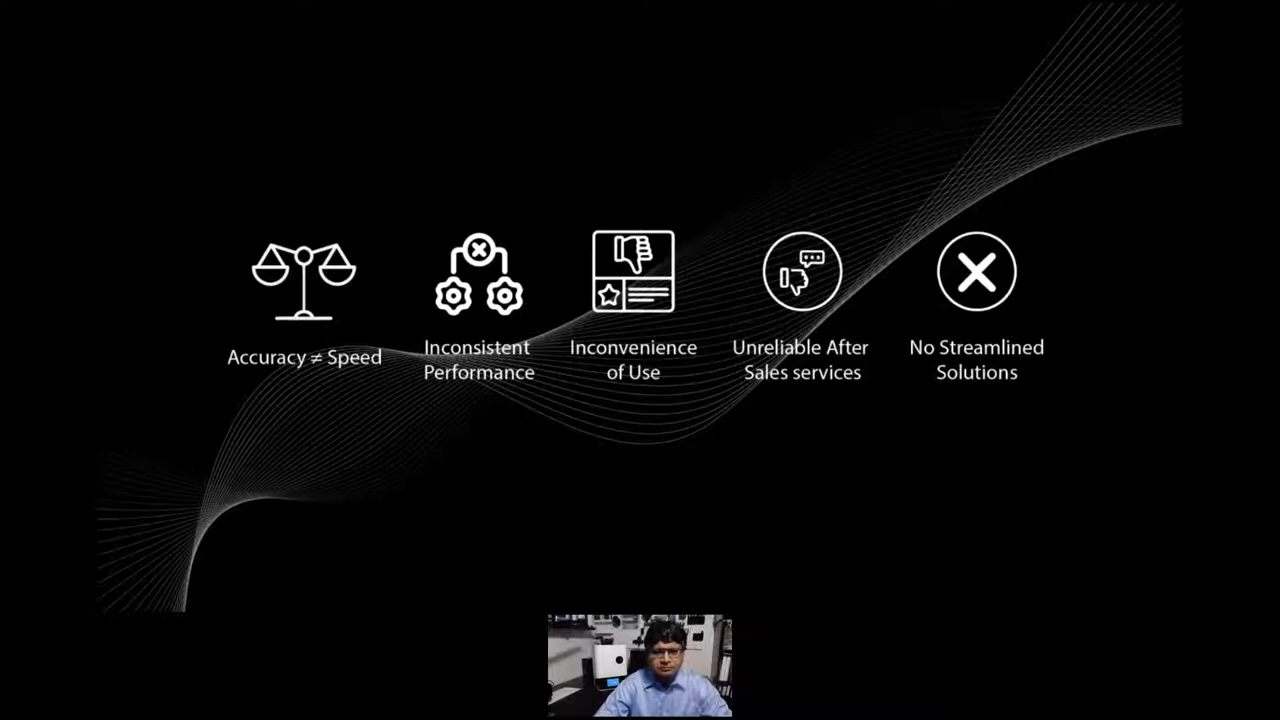 Accuracy ≠ Speed
Inconsistent
Performance
Inconvenience
of Use
Unreliable After
Sales services
No Streamlined
Solutions